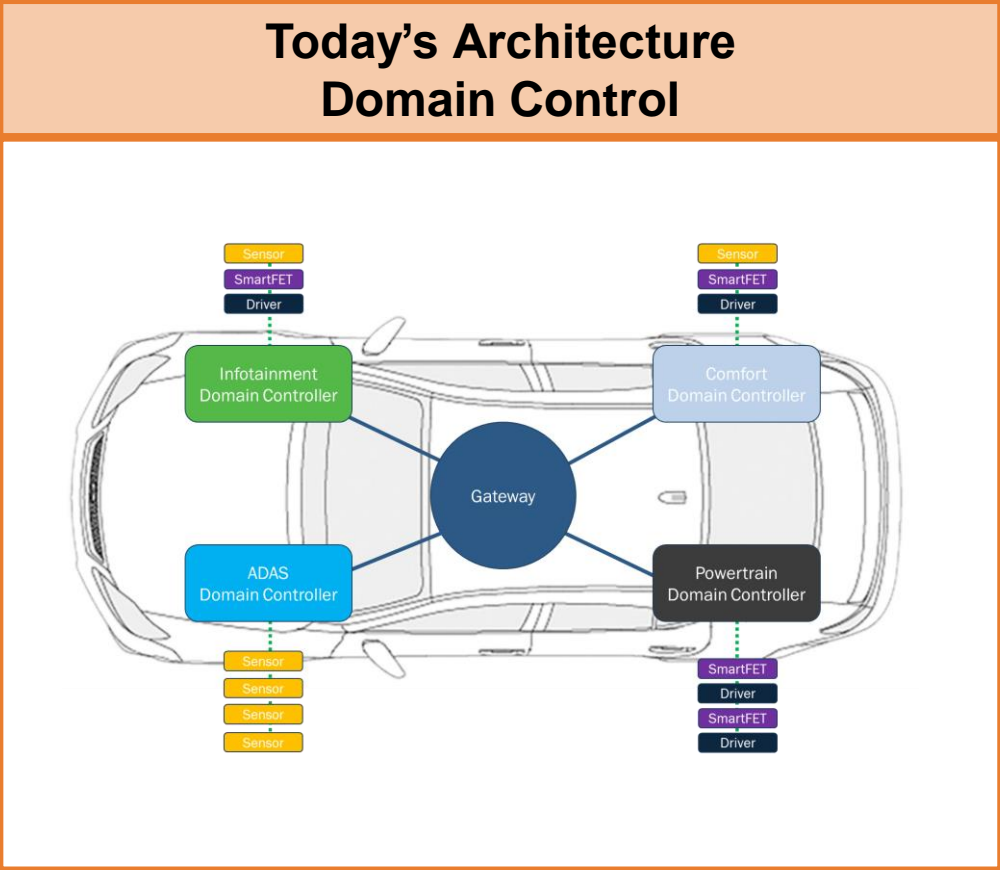 Today’s Architecture
Domain Control
Sensor
SmartFET
Driver
Sensor
SmartFET
Driver
Infotainment
Domain Controller
Comfort
Domain Controller
Gateway
ADAS
Domain Controller
Powertrain
Domain Controller
Sensor
Sensor
Sensor
Sensor
SmartFET
Driver
SmartFET
Driver